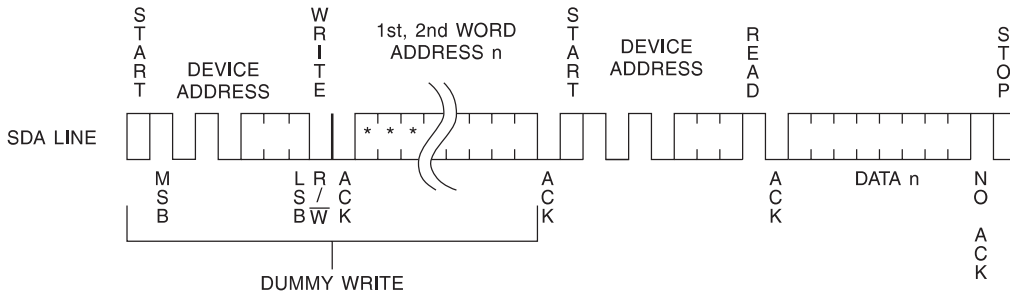 START
WRITE
1st, 2nd WORD
ADDRESS n
START
DEVICE
ADDRESS
READ
STOP
DEVICE
ADDRESS
SDA LINE
* * *
MSB
LSB
R/W̅
ACK
ACK
ACK
DATA n
NO ACK
DUMMY WRITE